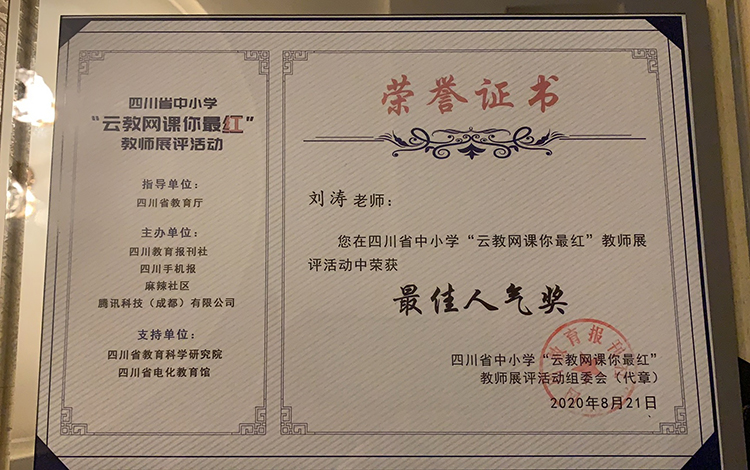 四川省中小学
“云教网课你最红”
教师展评活动
指导单位：
四川省教育厅
主办单位：
四川教育报刊社
四川手机报
麻辣社区
腾讯科技（成都）有限公司
支持单位：
四川省教育科学研究院
四川省电化教育馆
荣誉证书
刘涛老师：
您在四川省中小学“云教网课你最红”教师展
评活动中荣获
最佳人气奖
四川省中小学“云教网课你最红”
教师展评活动组委会（代章）
2020年8月21日
育报刊